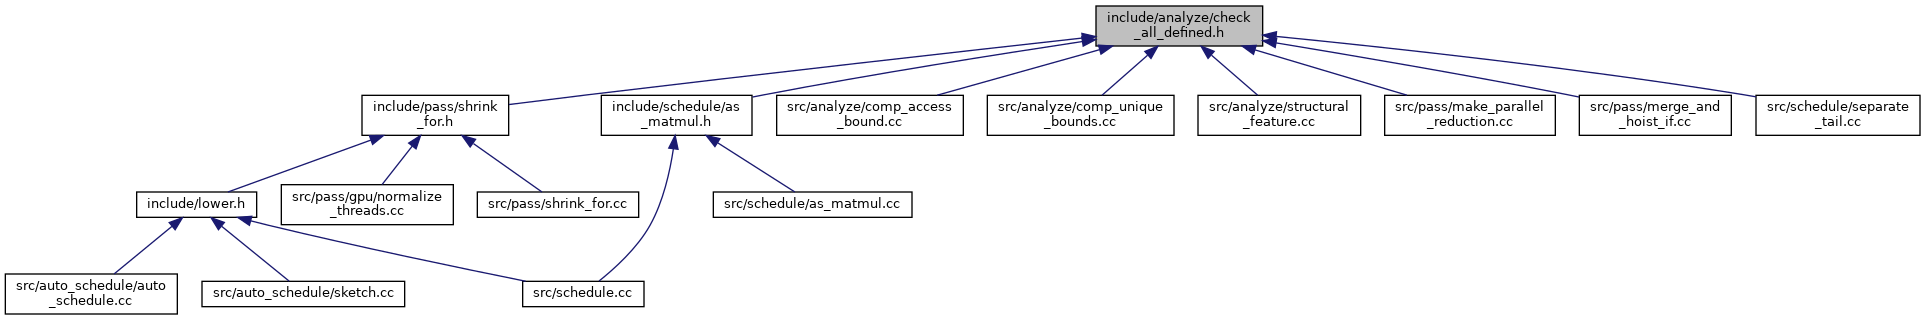 include/analyze/check
_all_defined.h
include/pass/shrink
_for.h
include/schedule/as
_matmul.h
src/analyze/comp_access
_bound.cc
src/analyze/comp_unique
_bounds.cc
src/analyze/structural
_feature.cc
src/pass/make_parallel
_reduction.cc
src/pass/merge_and
_hoist_if.cc
src/schedule/separate
_tail.cc
include/lower.h
src/pass/gpu/normalize
_threads.cc
src/pass/shrink_for.cc
src/schedule/as_matmul.cc
src/auto_schedule/auto
_schedule.cc
src/auto_schedule/sketch.cc
src/schedule.cc